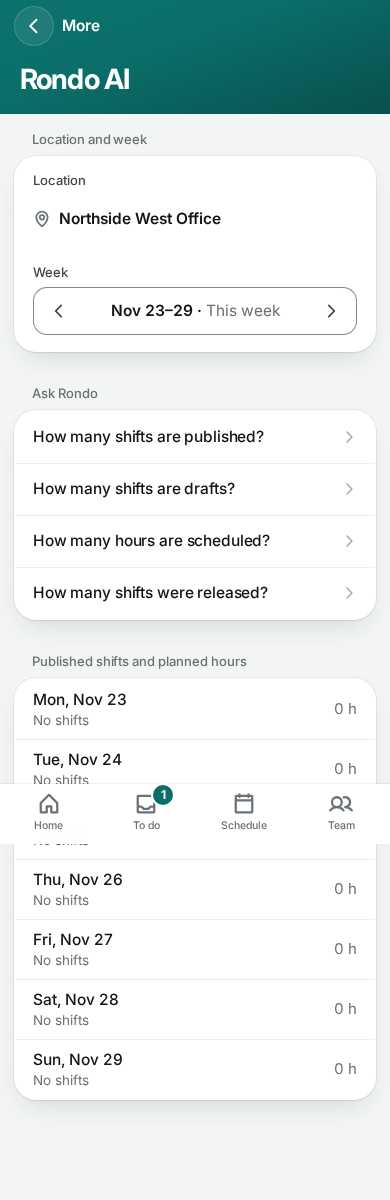 More
Rondo AI
Location and week
Location
Northside West Office
Week
Nov 23–29 · This week
Ask Rondo
How many shifts are published?
How many shifts are drafts?
How many hours are scheduled?
How many shifts were released?
Published shifts and planned hours
Mon, Nov 23
No shifts
0 h
Tue, Nov 24
No shifts
0 h
1
Home
To do
Schedule
Team
Thu, Nov 26
No shifts
0 h
Fri, Nov 27
No shifts
0 h
Sat, Nov 28
No shifts
0 h
Sun, Nov 29
No shifts
0 h